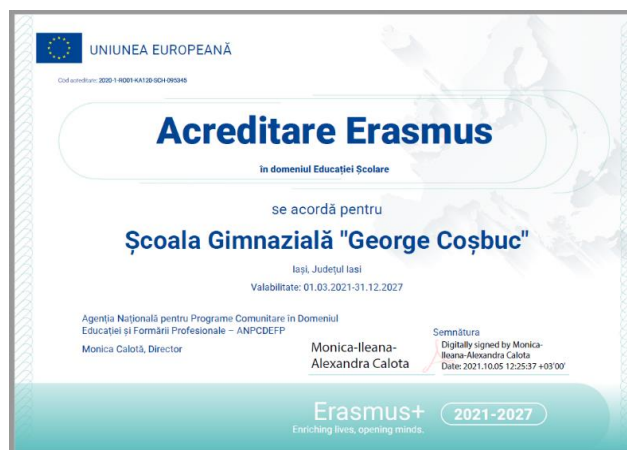 UNIUNEA EUROPEANĂ
Cod acreditare: 2020-1-RO01-KA120-SCH-095345
Acreditare Erasmus
în domeniul Educației Școlare
se acordă pentru
Școala Gimnazială "George Coșbuc"
Iași, Județul Iasi
Valabilitate: 01.03.2021-31.12.2027
Agenția Națională pentru Programe Comunitare în Domeniul
Educației și Formării Profesionale – ANPCDEFP
Monica Calotă, Director
Monica-Ileana-
Alexandra Calota
Semnătura
Digitally signed by Monica-
Ileana-Alexandra Calota
Date: 2021.10.05 12:25:37 +03'00'
Erasmus+
2021-2027
Enriching lives, opening minds.